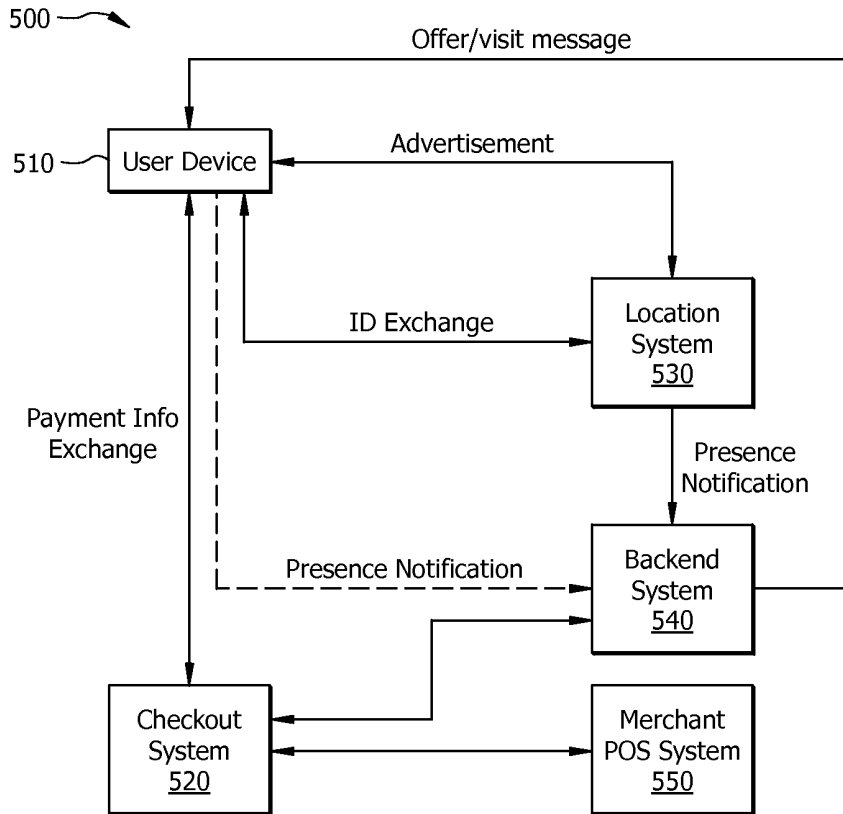 500
Offer/visit message
510
User Device
Advertisement
ID Exchange
Location
System
530
Payment Info
Exchange
Presence
Notification
Presence Notification
Backend
System
540
Checkout
System
520
Merchant
POS System
550